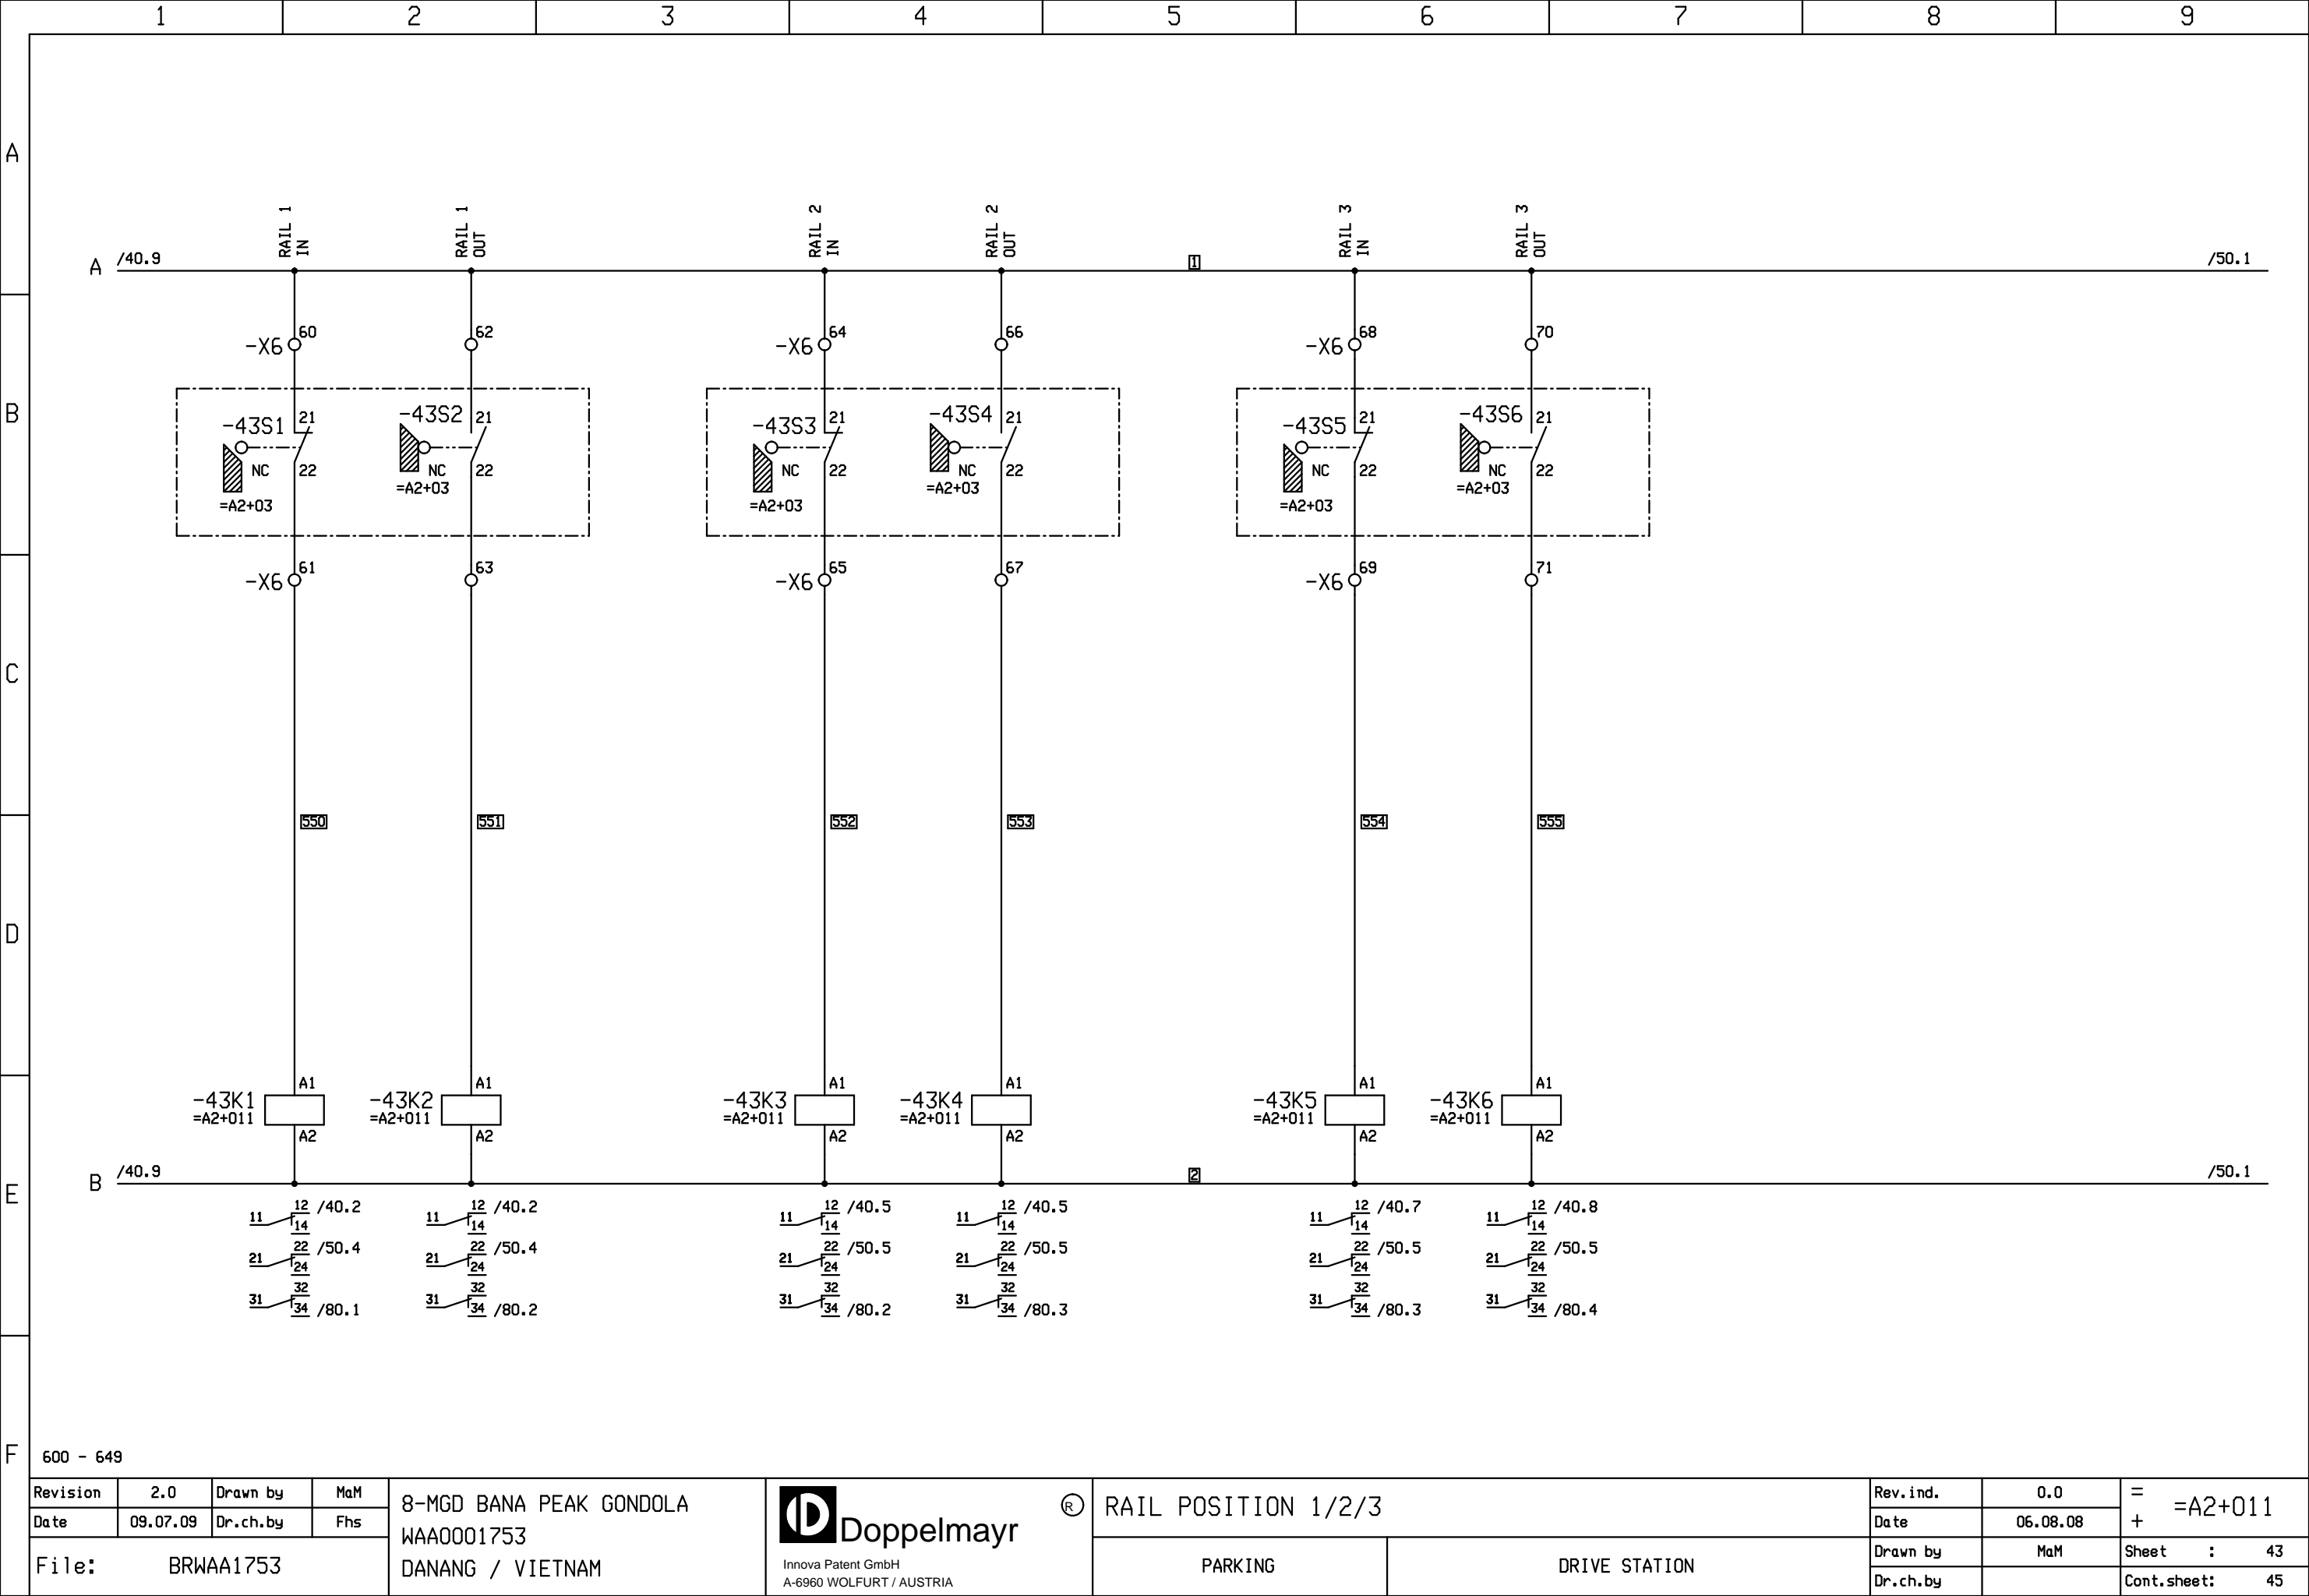 1 2 3 4 5 6 7 8 9
A
RAIL 1 IN
RAIL 1 OUT
RAIL 2 IN
RAIL 2 OUT
RAIL 3 IN
RAIL 3 OUT
A /40.9 1 /50.1
-X6 60 62 -X6 64 66 -X6 68 70
B
-43S1 21 -43S2 21 -43S3 21 -43S4 21 -43S5 21 -43S6 21
NC 22 NC 22 NC 22 NC 22 NC 22 NC 22
=A2+03 =A2+03 =A2+03 =A2+03 =A2+03 =A2+03
-X6 61 63 -X6 65 67 -X6 69 71
C
550 551 552 553 554 555
D
A1 A1 A1 A1 A1 A1
-43K1 -43K2 -43K3 -43K4 -43K5 -43K6
=A2+011 =A2+011 =A2+011 =A2+011 =A2+011 =A2+011
A2 A2 A2 A2 A2 A2
B /40.9 2 /50.1
E
11 12 /40.2 14 11 12 /40.2 14 11 12 /40.5 14 11 12 /40.5 14 11 12 /40.7 14 11 12 /40.8 14
21 22 /50.4 24 21 22 /50.4 24 21 22 /50.5 24 21 22 /50.5 24 21 22 /50.5 24 21 22 /50.5 24
31 32 34 /80.1 31 32 34 /80.2 31 32 34 /80.2 31 32 34 /80.3 31 32 34 /80.3 31 32 34 /80.4
F
600 - 649
Revision 2.0 Drawn by MaM
Date 09.07.09 Dr.ch.by Fhs
File: BRWAA1753
8-MGD BANA PEAK GONDOLA
WAA0001753
DANANG / VIETNAM
Doppelmayr ®
Innova Patent GmbH
A-6960 WOLFURT / AUSTRIA
RAIL POSITION 1/2/3
PARKING DRIVE STATION
Rev.ind. 0.0
Date 06.08.08
Drawn by MaM
Dr.ch.by
= =A2+011
+
Sheet : 43
Cont.sheet: 45